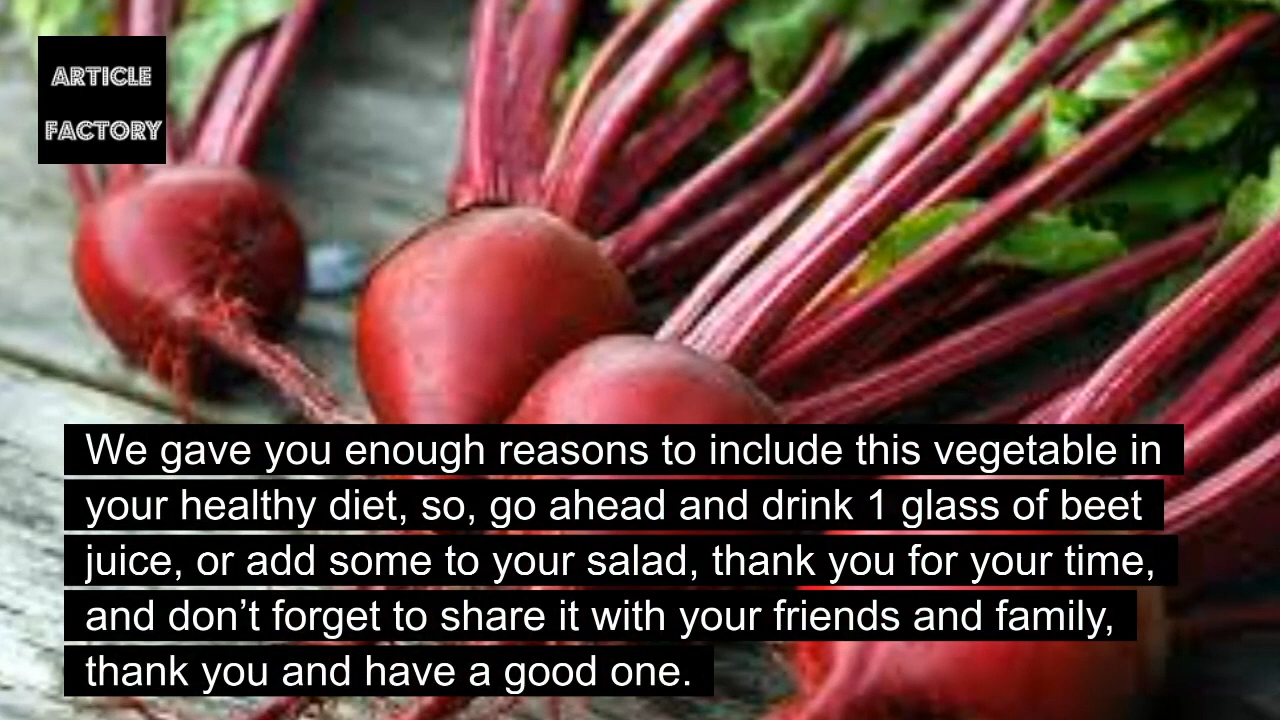 ARTICLE
FACTORY
We gave you enough reasons to include this vegetable in
your healthy diet, so, go ahead and drink 1 glass of beet
juice, or add some to your salad, thank you for your time,
and don’t forget to share it with your friends and family,
thank you and have a good one.